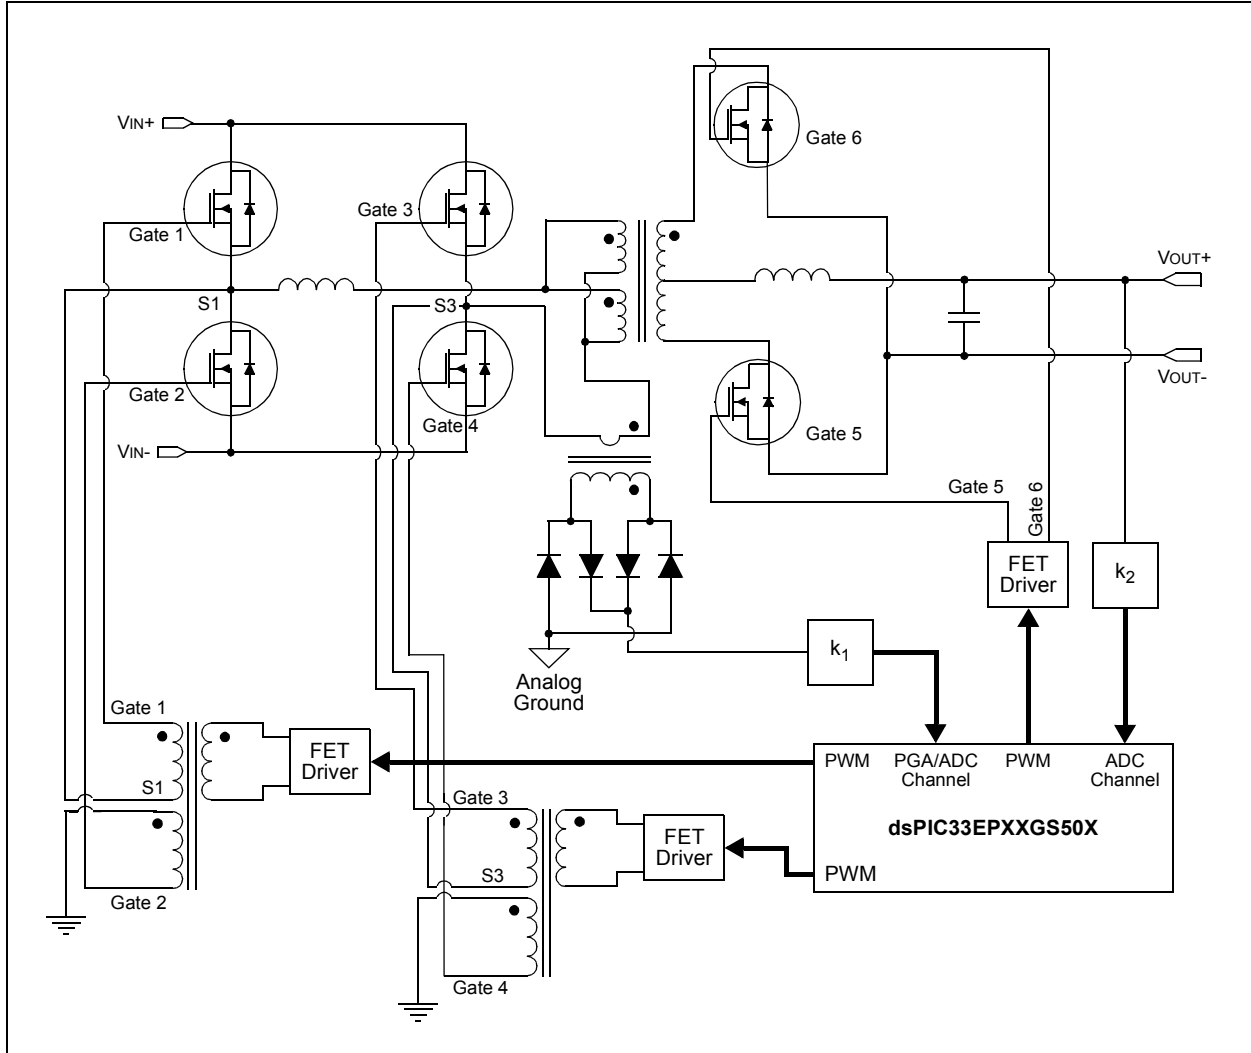 VIN+
Gate 6
Gate 3
Gate 1
VOUT+
S1
S3
VOUT-
Gate 2
Gate 4
Gate 5
VIN-
Gate 5
Gate 6
FET
Driver
k2
k1
Analog
Ground
Gate 1
FET
Driver
S1
PWM
PGA/ADC
Channel
PWM
ADC
Channel
dsPIC33EPXXGS50X
PWM
Gate 3
FET
Driver
S3
Gate 2
Gate 4